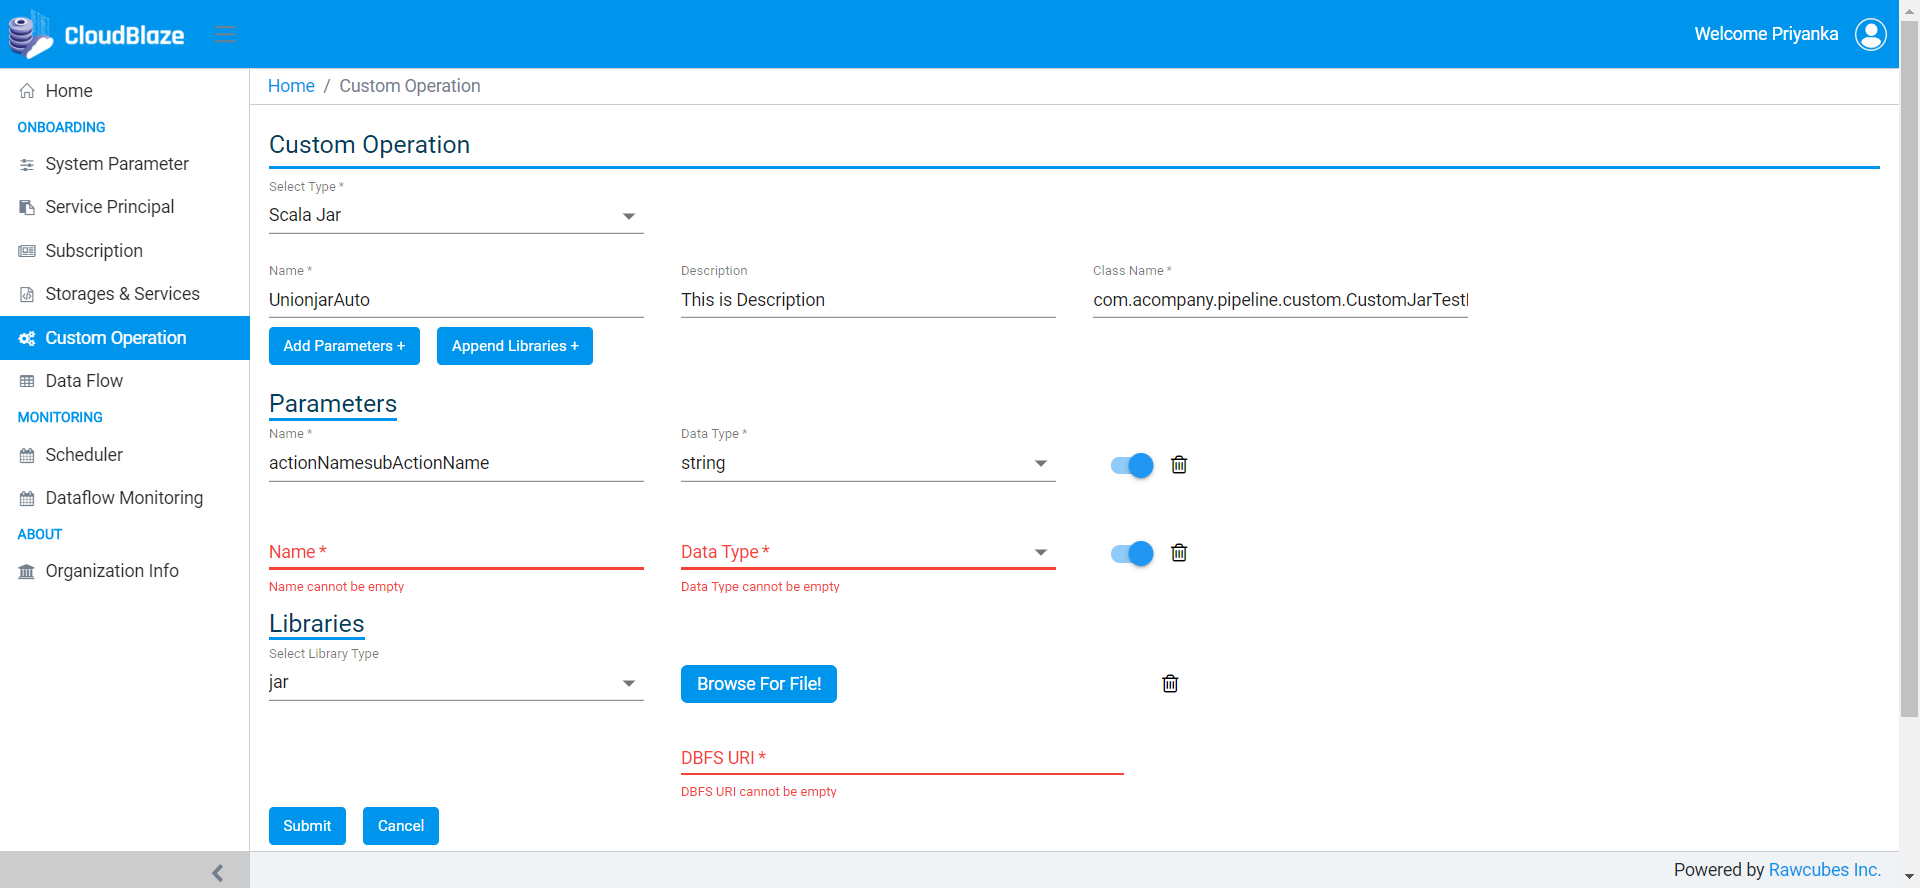 CloudBlaze
Welcome Priyanka
Home
ONBOARDING
System Parameter
Service Principal
Subscription
Storages & Services
Custom Operation
Data Flow
MONITORING
Scheduler
Dataflow Monitoring
ABOUT
Organization Info
Home / Custom Operation
Custom Operation
Select Type *
Scala Jar
Name * Description Class Name *
UnionjarAuto This is Description com.acompany.pipeline.custom.CustomJarTest
Add Parameters + Append Libraries +
Parameters
Name * Data Type *
actionNamesubActionName string
Name * Data Type *
Name cannot be empty Data Type cannot be empty
Libraries
Select Library Type
jar Browse For File!
DBFS URI *
DBFS URI cannot be empty
Submit Cancel
Powered by Rawcubes Inc.